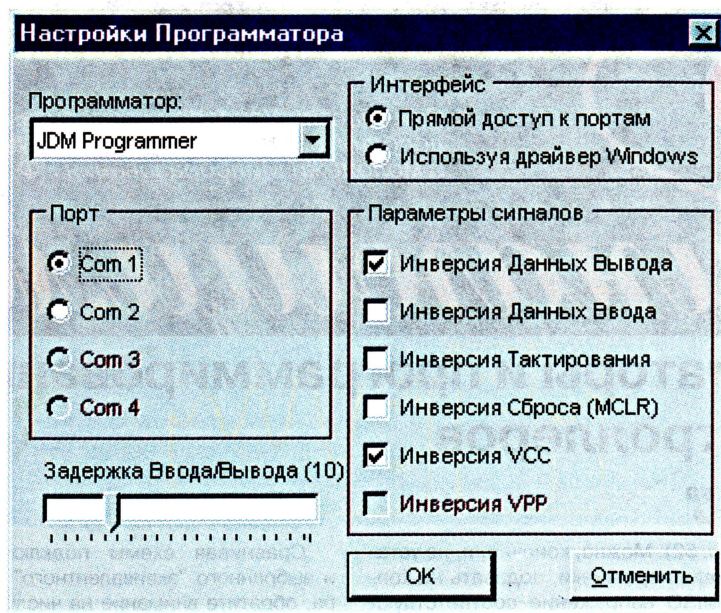 Настройки Программатора
Программатор:
JDM Programmer
Интерфейс
Прямой доступ к портам
Используя драйвер Windows
Порт
Com 1
Com 2
Com 3
Com 4
Параметры сигналов
Инверсия Данных Вывода
Инверсия Данных Ввода
Инверсия Тактирования
Инверсия Сброса (MCLR)
Инверсия VCC
Инверсия VPP
Задержка Ввода/Вывода (10)
OK
Отменить